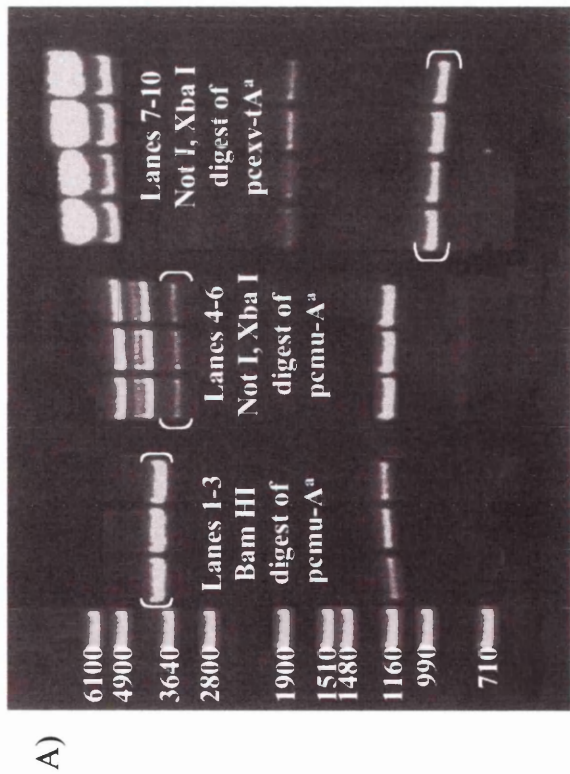 A)
6100
4900
3640
2800
1900
1510
1480
1160
990
710
Lanes 1-3
Bam HI
digest of
pcmu-Aª
Lanes 4-6
Not I, Xba I
digest of
pcmu-Aª
Lanes 7-10
Not I, Xba I
digest of
pcexv-tAª